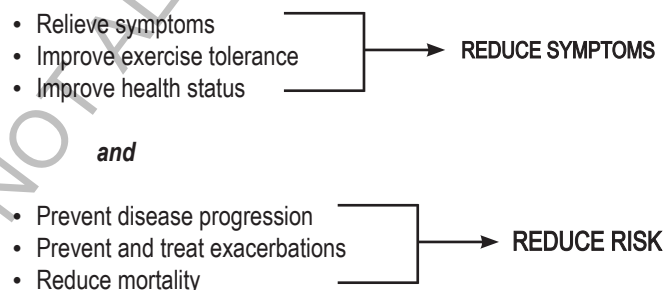 • Relieve symptoms
• Improve exercise tolerance
• Improve health status
REDUCE SYMPTOMS
and
• Prevent disease progression
• Prevent and treat exacerbations
• Reduce mortality
REDUCE RISK
NOT